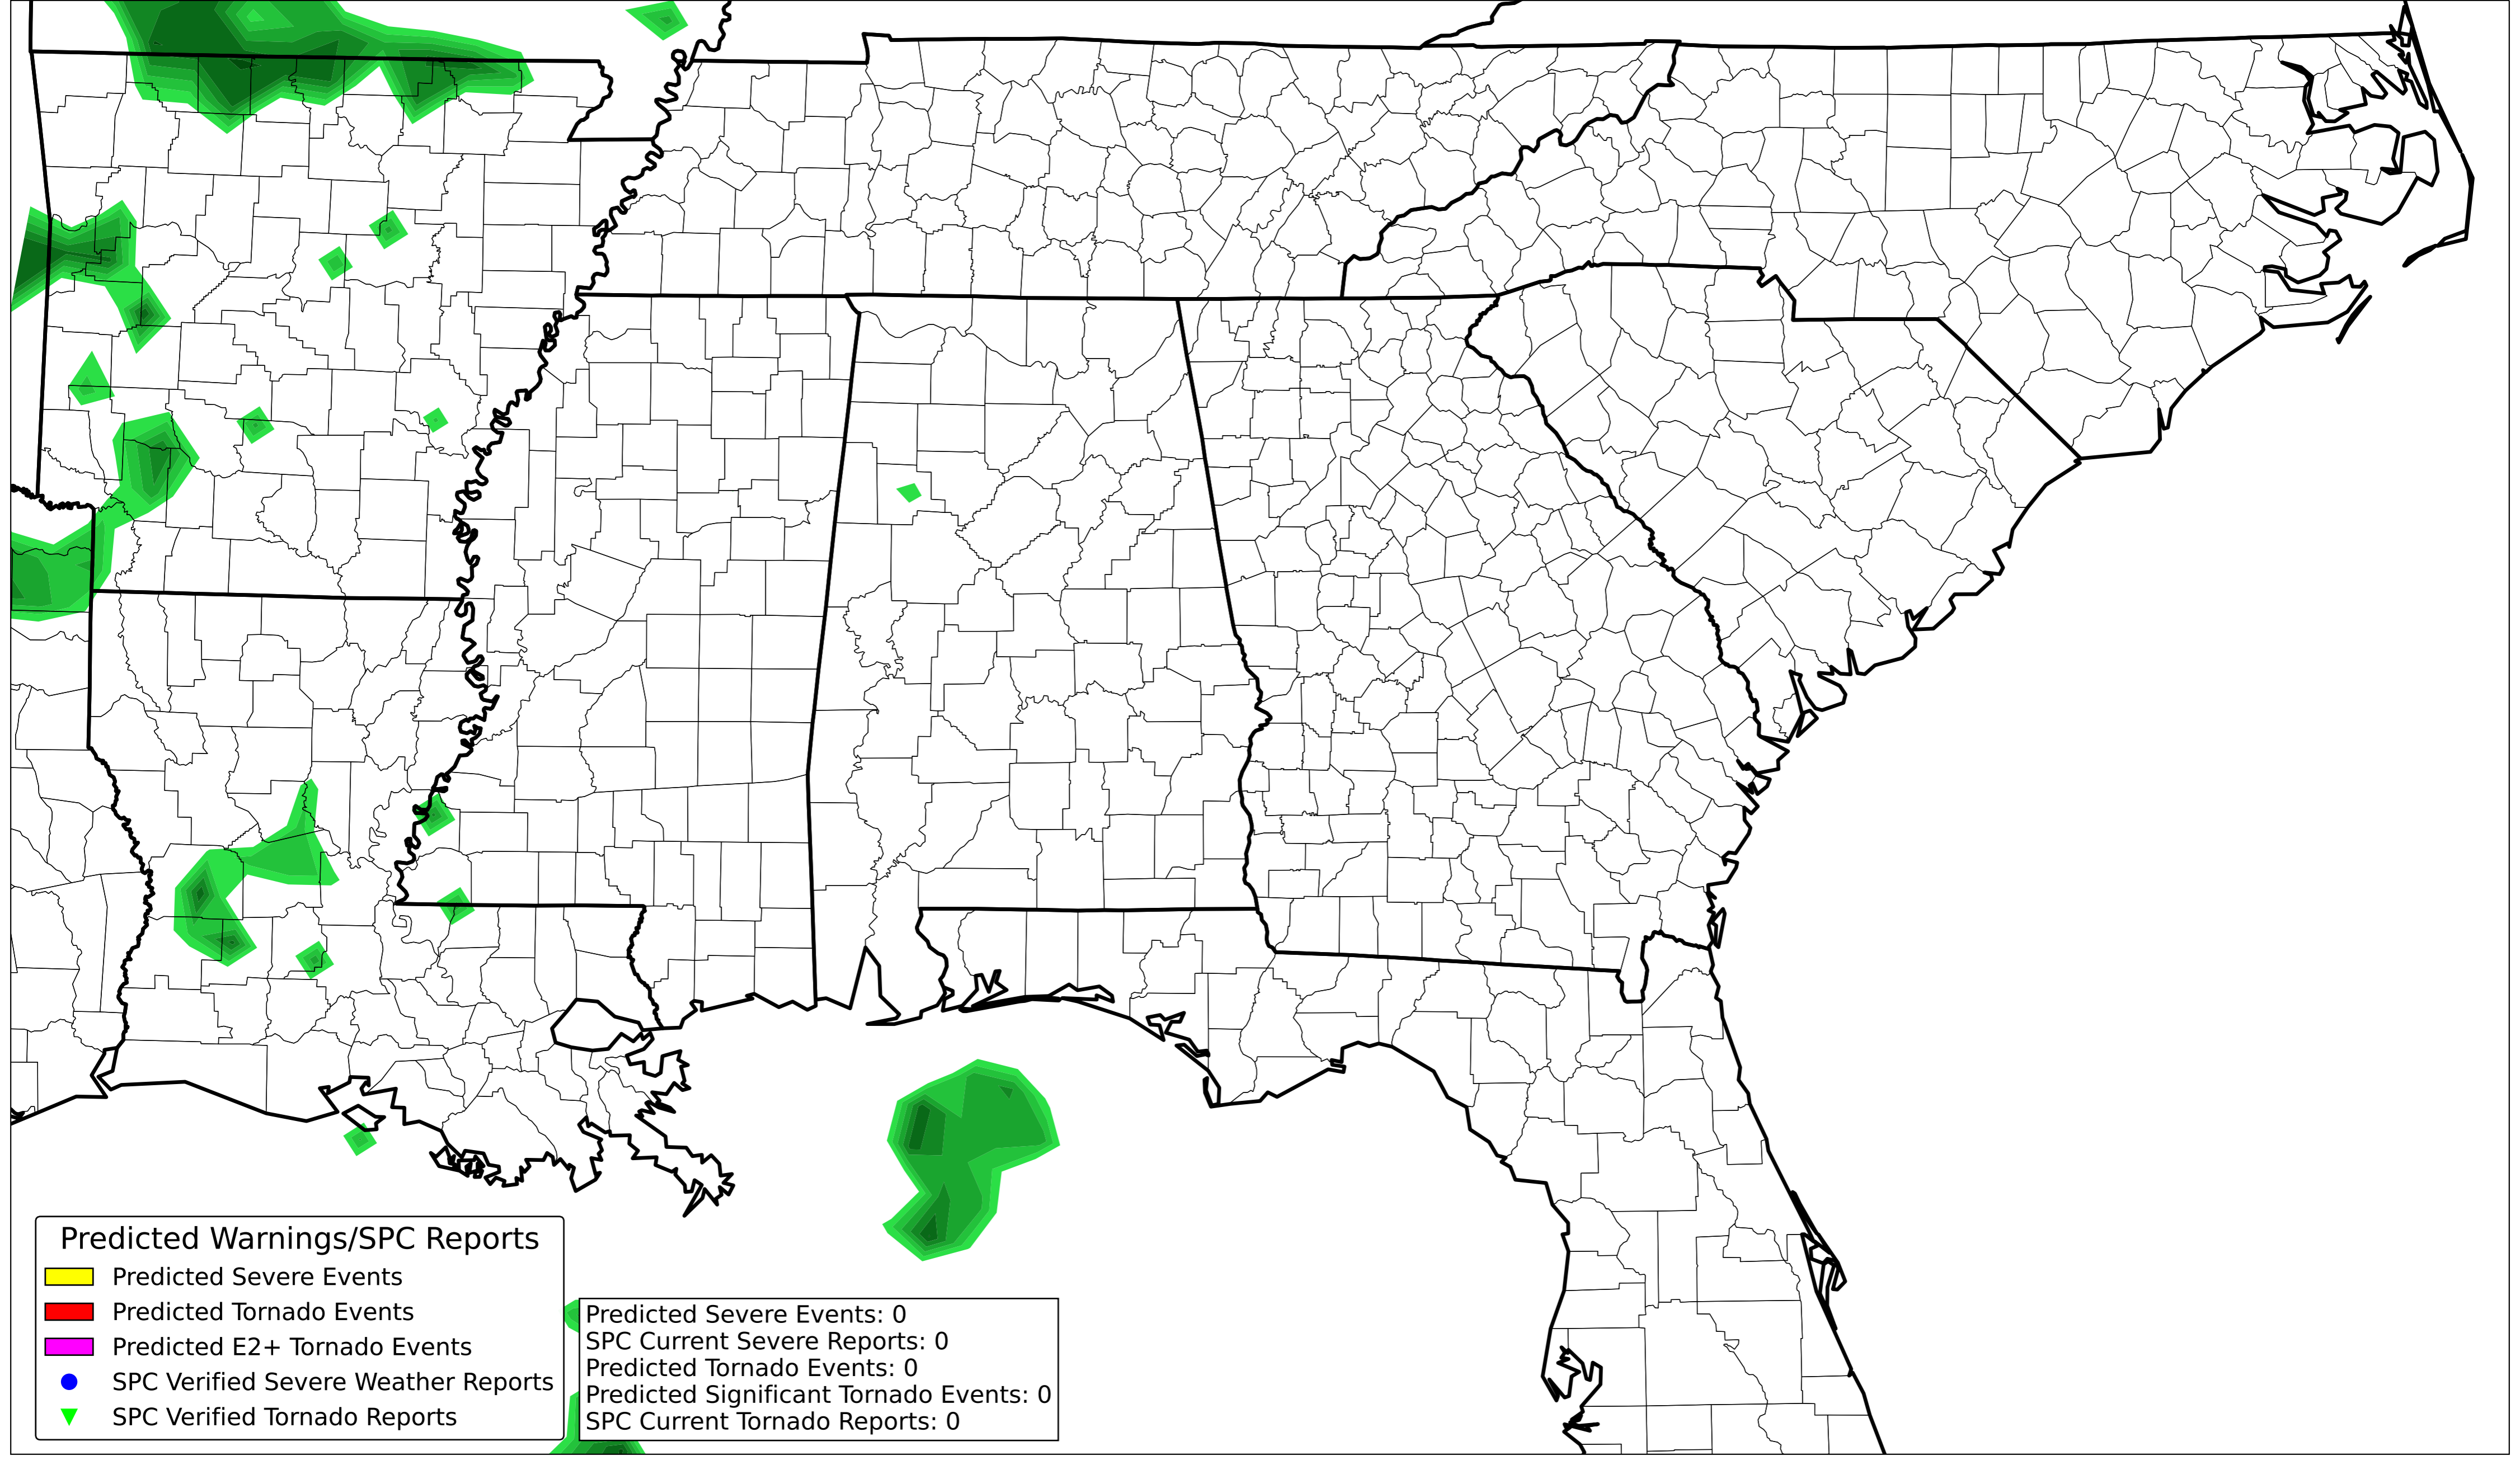 Predicted Warnings/SPC Reports
Predicted Severe Events
Predicted Tornado Events
Predicted E2+ Tornado Events
SPC Verified Severe Weather Reports
SPC Verified Tornado Reports
Predicted Severe Events: 0
SPC Current Severe Reports: 0
Predicted Tornado Events: 0
Predicted Significant Tornado Events: 0
SPC Current Tornado Reports: 0